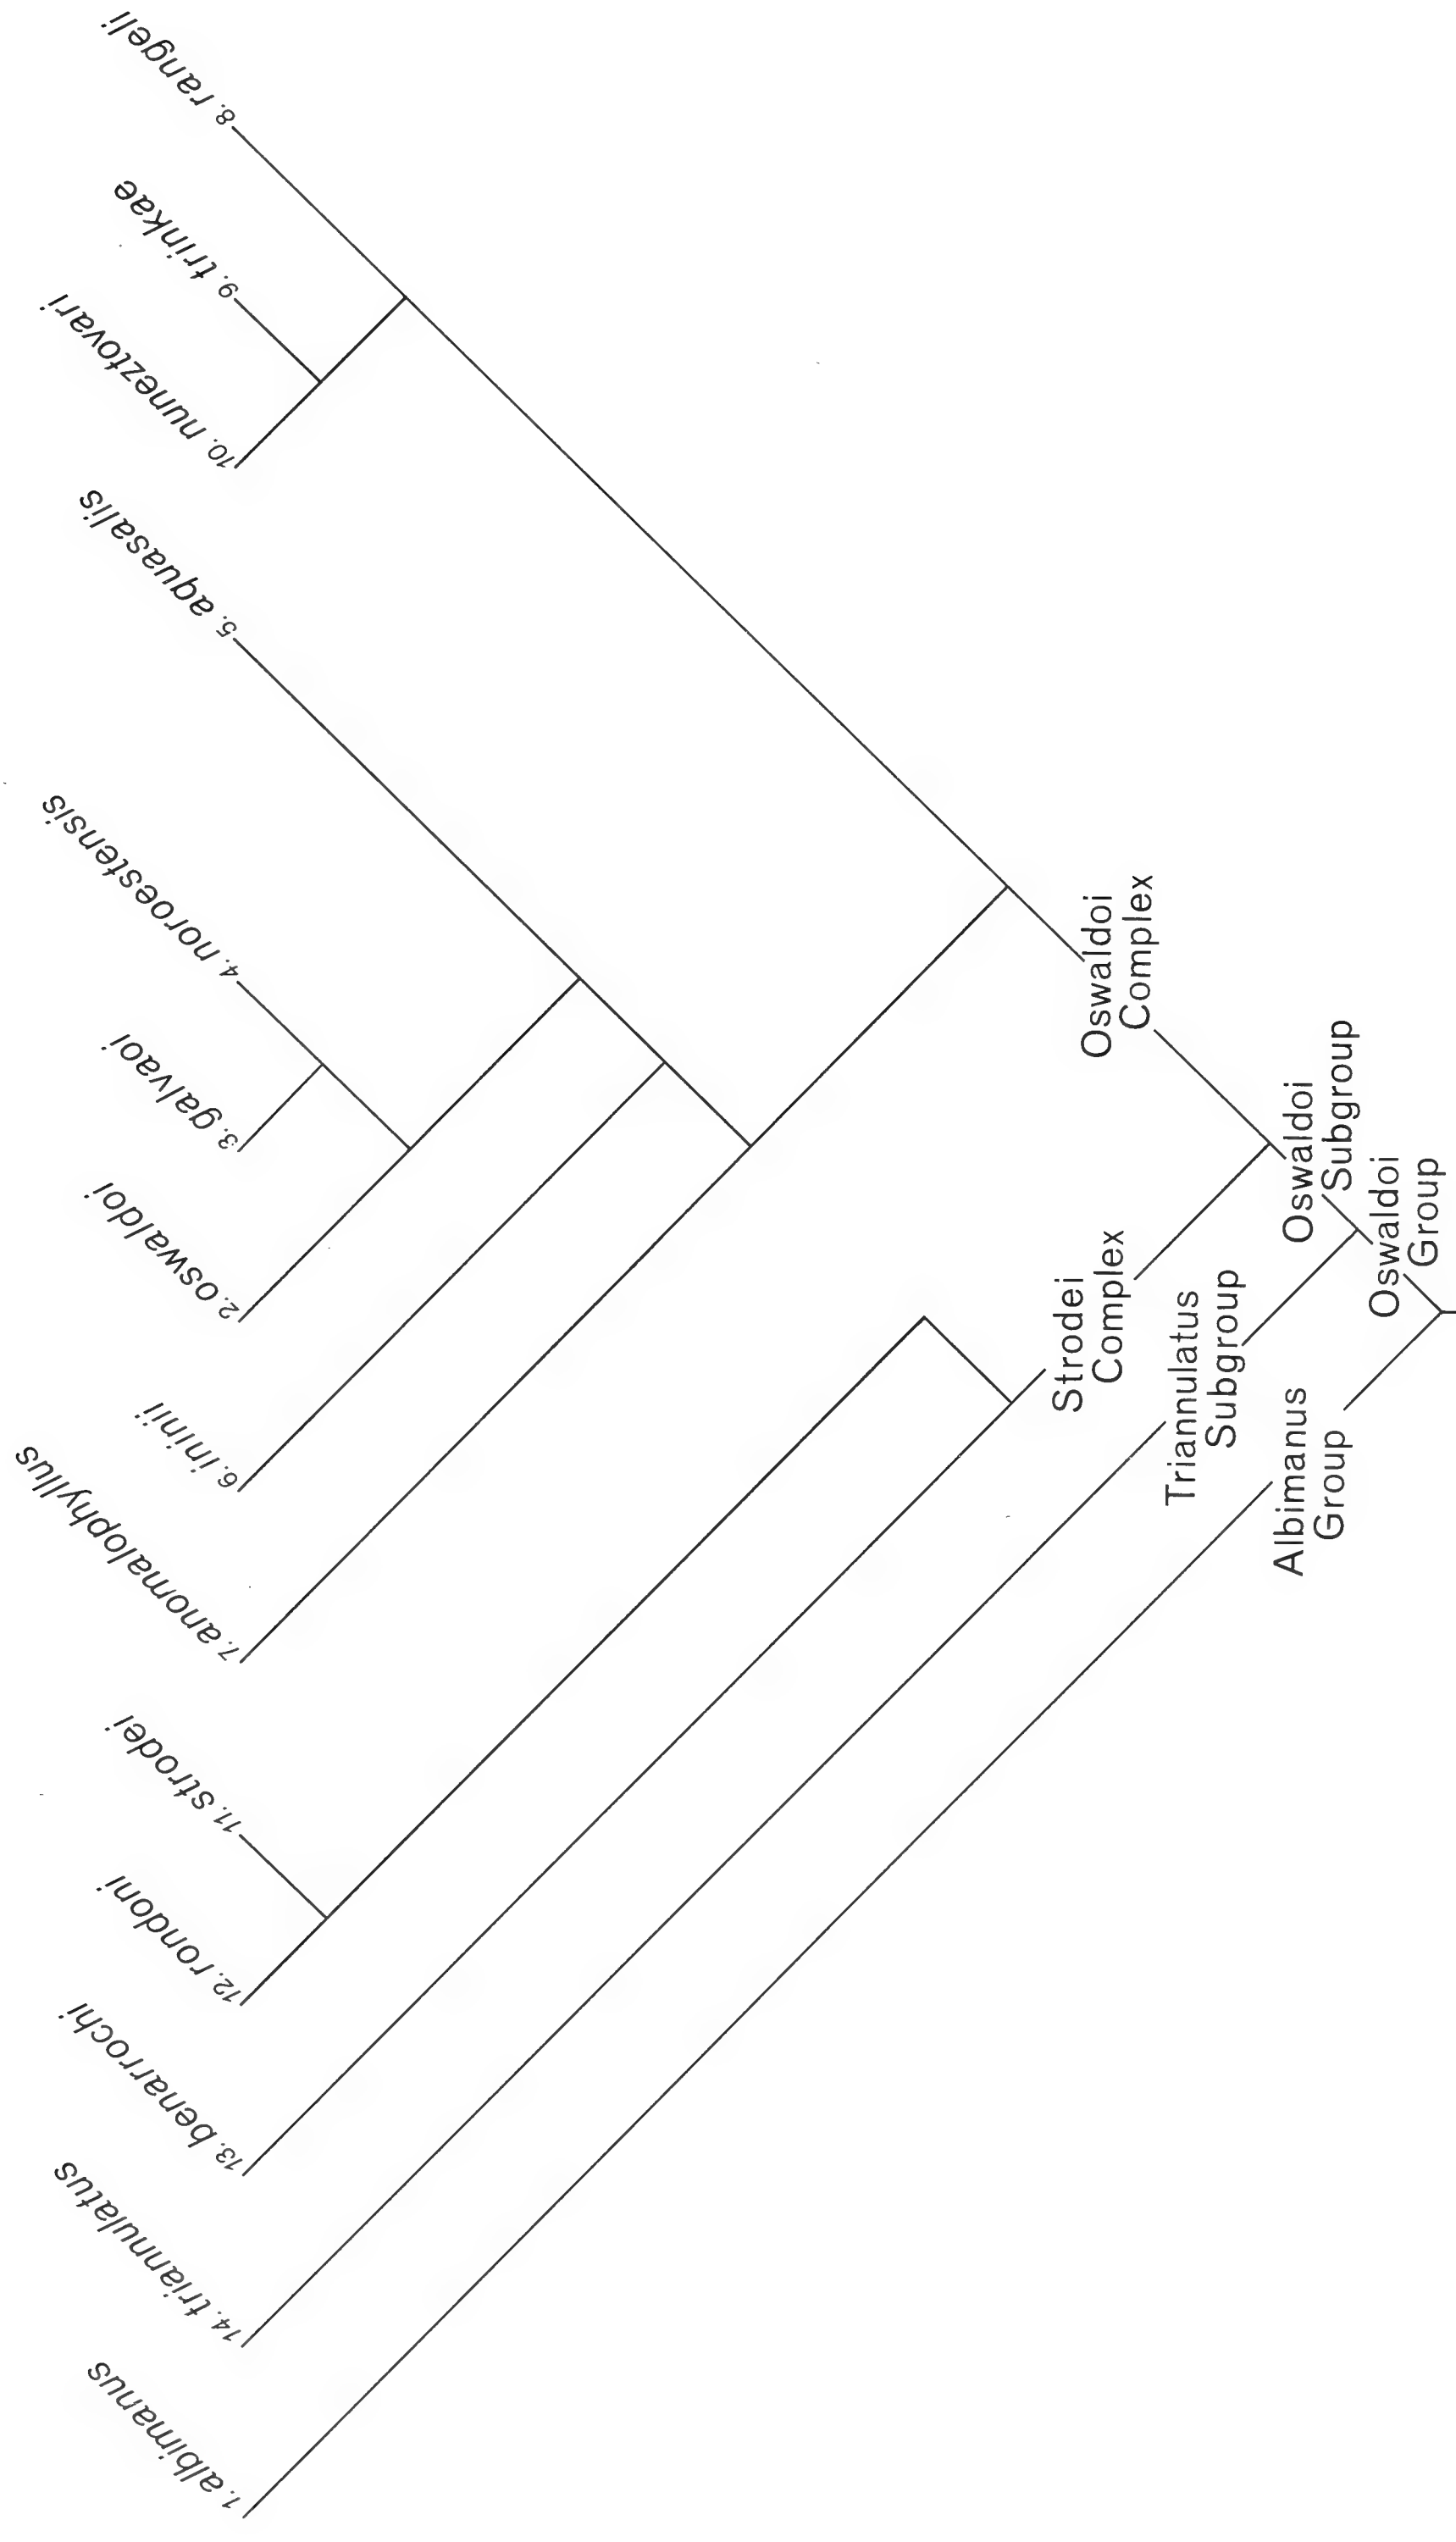 8. rangeli
9. trinkae
10. nuneztovari
5. aquasalis
4. noroestensis
3. galvaoi
2. oswaldoi
6. ininii
7. anomalophyllus
11. strodei
12. rondoni
13. benarrochi
14. triannulatus
1. albimanus
Oswaldoi
Complex
Strodei
Complex
Oswaldoi
Subgroup
Triannulatus
Subgroup
Oswaldoi
Group
Albimanus
Group